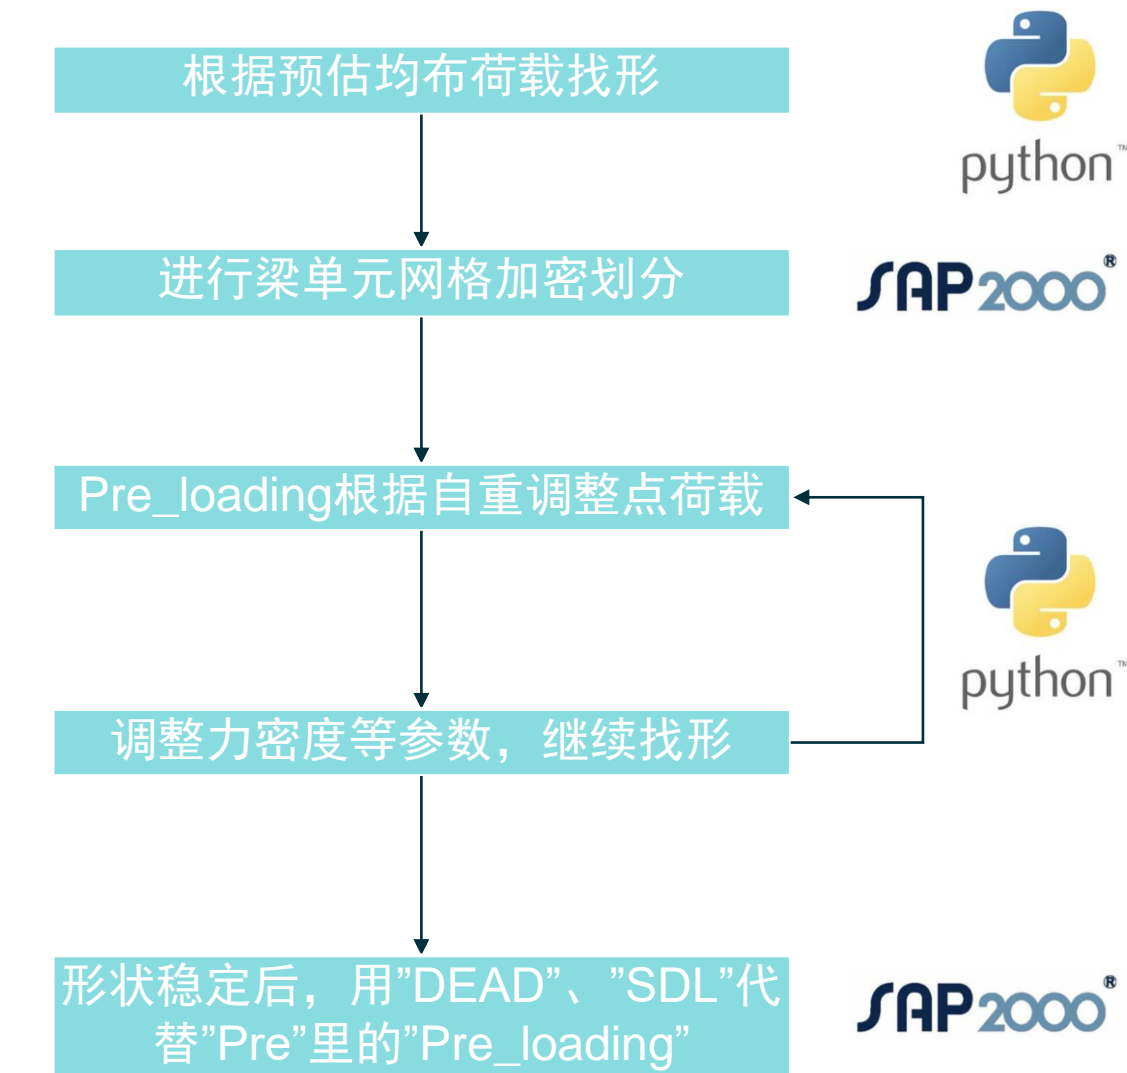 根据预估均布荷载找形
python™
进行梁单元网格加密划分
SAP2000®
Pre_loading根据自重调整点荷载
python™
调整力密度等参数，继续找形
形状稳定后，用”DEAD”、”SDL”代
替”Pre”里的”Pre_loading”
SAP2000®